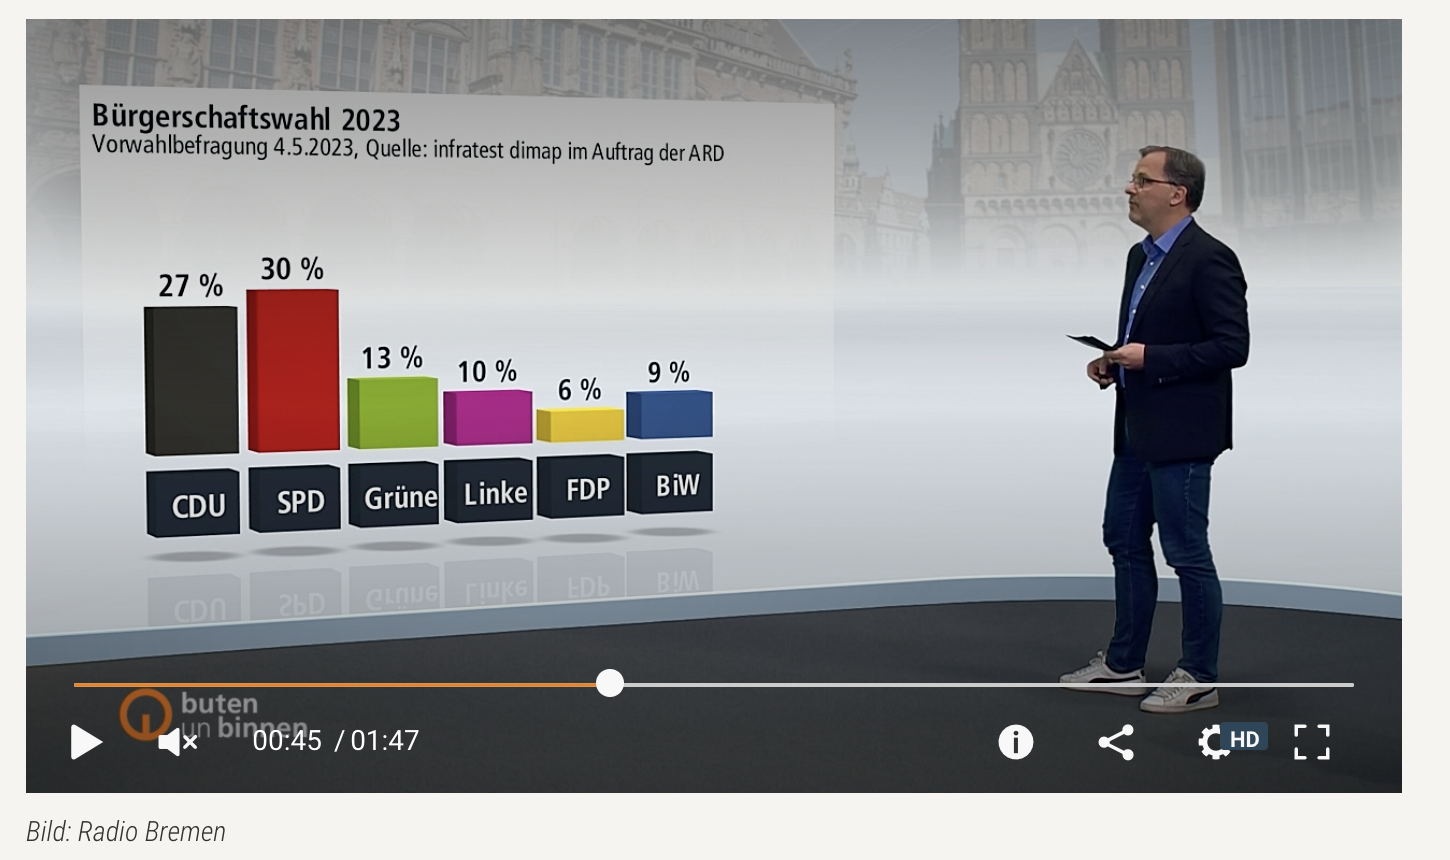 Bürgerschaftswahl 2023
Vorwahlbefragung 4.5.2023, Quelle: infratest dimap im Auftrag der ARD
27 %
30 %
13 %
10 %
6 %
9 %
CDU
SPD
Grüne
Linke
FDP
BiW
buten
un binnen
00:45 / 01:47
HD
Bild: Radio Bremen